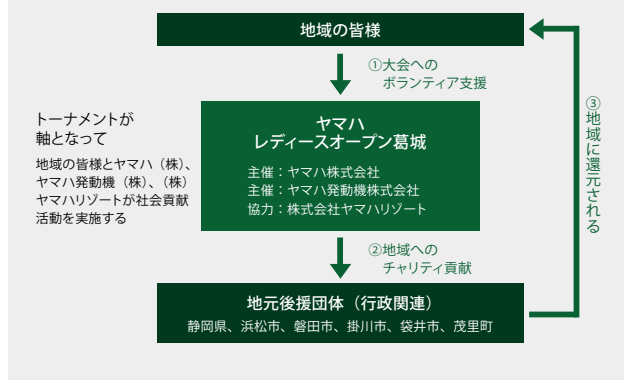 地域の皆様
①大会への
ボランティア支援
トーナメントが
軸となって
地域の皆様とヤマハ（株）、
ヤマハ発動機（株）、（株）
ヤマハリゾートが社会貢献
活動を実施する
ヤマハ
レディースオープン葛城
主催：ヤマハ株式会社
主催：ヤマハ発動機株式会社
協力：株式会社ヤマハリゾート
②地域への
チャリティ貢献
地元後援団体（行政関連）
静岡県、浜松市、磐田市、掛川市、袋井市、茂里町
③地域に還元される